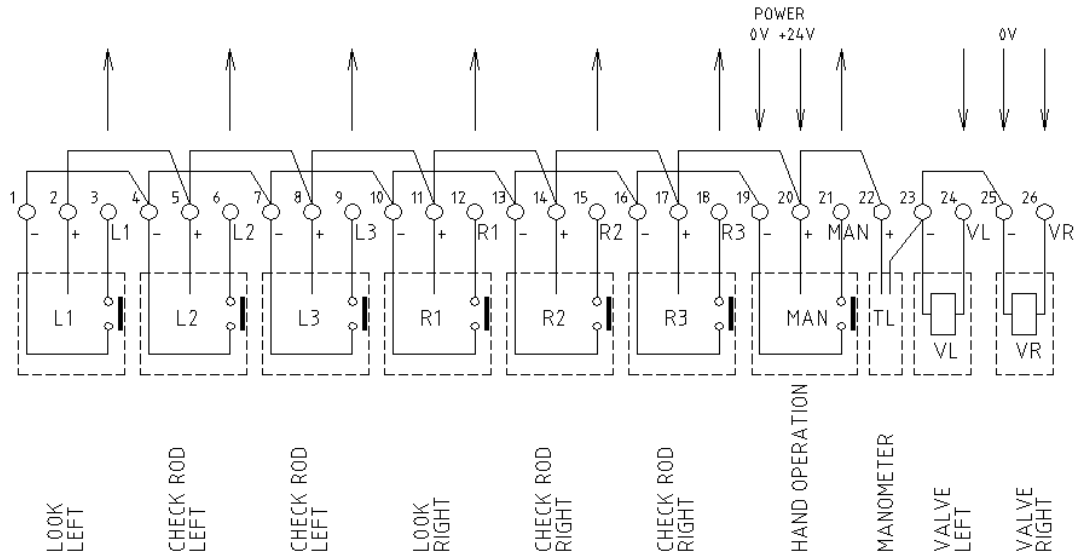 POWER
0V +24V 0V
1 2 3 4 5 6 7 8 9 10 11 12 13 14 15 16 17 18 19 20 21 22 23 24 25 26
- + L1 - + L2 - + L3 - + R1 - + R2 - + R3 - + MAN + - VL - VR
L1 L2 L3 R1 R2 R3 MAN TL
VL VR
LOOK
LEFT
CHECK ROD
LEFT
CHECK ROD
LEFT
LOOK
RIGHT
CHECK ROD
RIGHT
CHECK ROD
RIGHT
HAND OPERATION
MANOMETER
VALVE
LEFT
VALVE
RIGHT